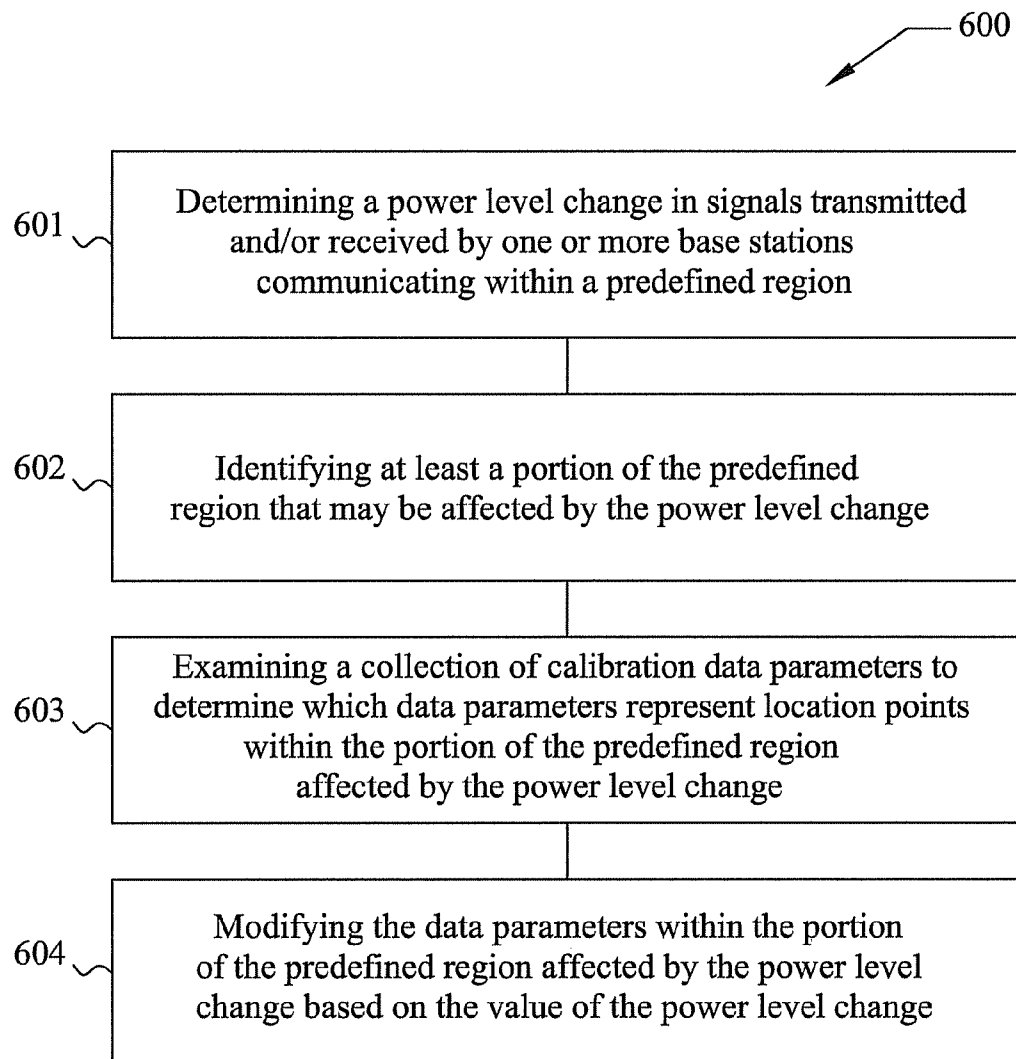 600
601
Determining a power level change in signals transmitted
and/or received by one or more base stations
communicating within a predefined region
602
Identifying at least a portion of the predefined
region that may be affected by the power level change
603
Examining a collection of calibration data parameters to
determine which data parameters represent location points
within the portion of the predefined region
affected by the power level change
604
Modifying the data parameters within the portion
of the predefined region affected by the power level
change based on the value of the power level change